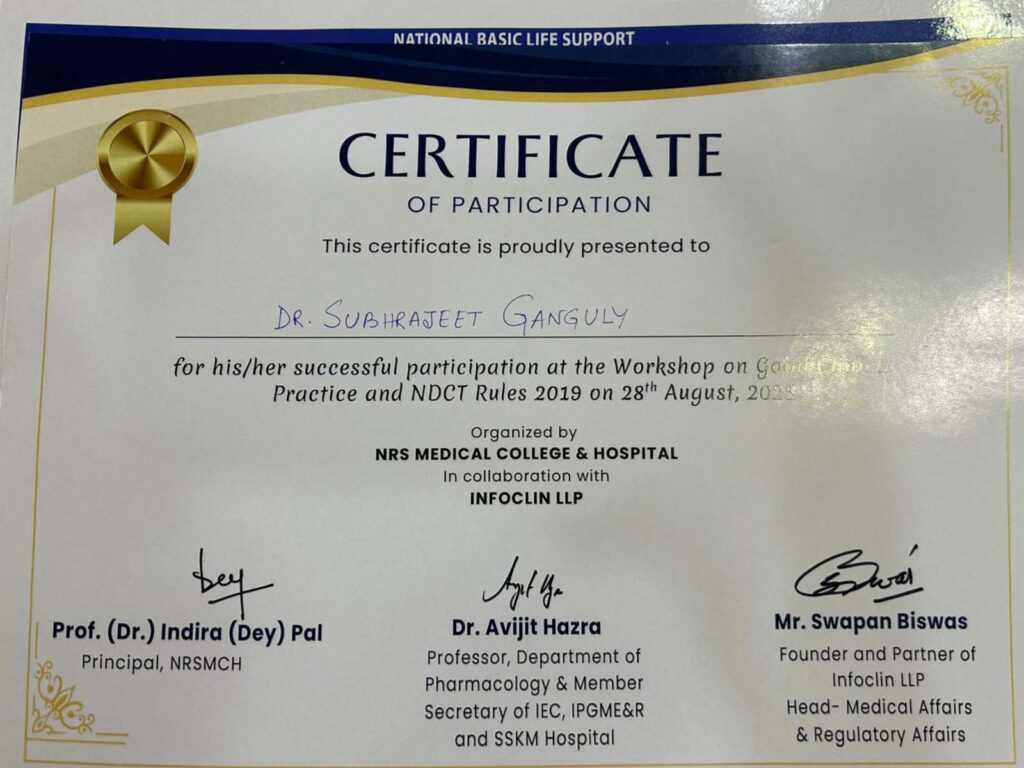 NATIONAL BASIC LIFE SUPPORT
CERTIFICATE
OF PARTICIPATION
This certificate is proudly presented to
DR. SUBHRAJEET GANGULY
for his/her successful participation at the Workshop on
Practice and NDCT Rules 2019 on 28th August,
Organized by
NRS MEDICAL COLLEGE & HOSPITAL
In collaboration with
INFOCLIN LLP
Dey
Prof. (Dr.) Indira (Dey) Pal
Principal, NRSMCH
Dr. Avijit Hazra
Professor, Department of
Pharmacology & Member
Secretary of IEC, IPGME&R
and SSKM Hospital
Mr. Swapan Biswas
Founder and Partner of
Infoclin LLP
Head- Medical Affairs
& Regulatory Affairs